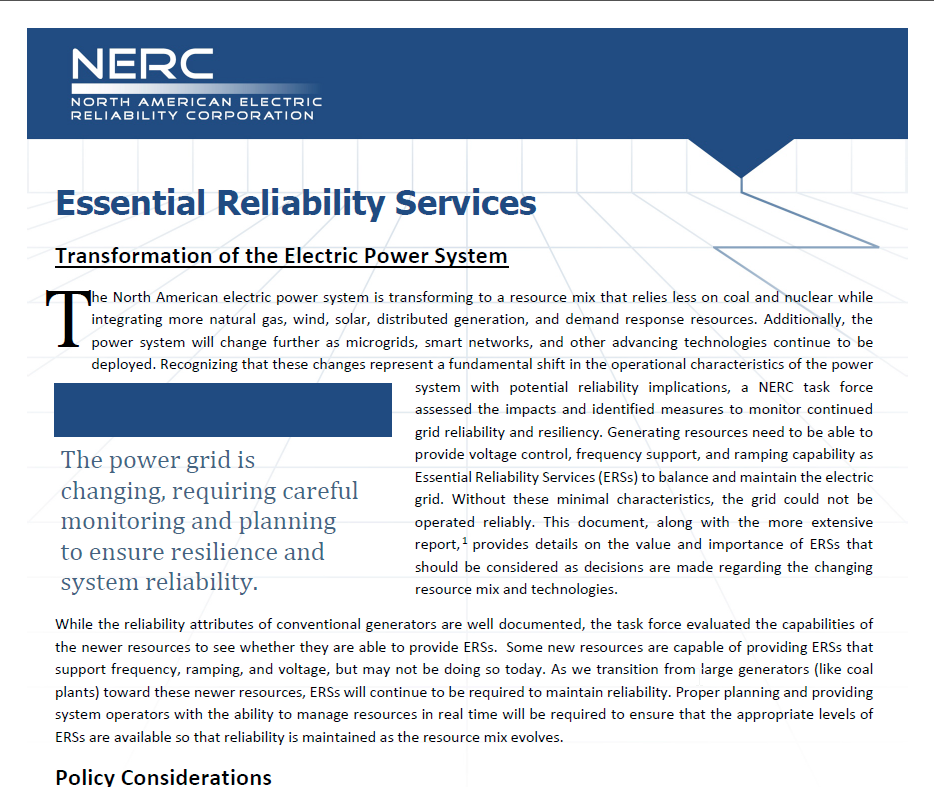 NERC
NORTH AMERICAN ELECTRIC
RELIABILITY CORPORATION
Essential Reliability Services
Transformation of the Electric Power System
The North American electric power system is transforming to a resource mix that relies less on coal and nuclear while
integrating more natural gas, wind, solar, distributed generation, and demand response resources. Additionally, the
power system will change further as microgrids, smart networks, and other advancing technologies continue to be
deployed. Recognizing that these changes represent a fundamental shift in the operational characteristics of the power
system with potential reliability implications, a NERC task force
assessed the impacts and identified measures to monitor continued
grid reliability and resiliency. Generating resources need to be able to
provide voltage control, frequency support, and ramping capability as
Essential Reliability Services (ERSs) to balance and maintain the electric
grid. Without these minimal characteristics, the grid could not be
operated reliably. This document, along with the more extensive
report,1 provides details on the value and importance of ERSs that
should be considered as decisions are made regarding the changing
resource mix and technologies.
The power grid is
changing, requiring careful
monitoring and planning
to ensure resilience and
system reliability.
While the reliability attributes of conventional generators are well documented, the task force evaluated the capabilities of
the newer resources to see whether they are able to provide ERSs.  Some new resources are capable of providing ERSs that
support frequency, ramping, and voltage, but may not be doing so today. As we transition from large generators (like coal
plants) toward these newer resources, ERSs will continue to be required to maintain reliability. Proper planning and providing
system operators with the ability to manage resources in real time will be required to ensure that the appropriate levels of
ERSs are available so that reliability is maintained as the resource mix evolves.
Policy Considerations